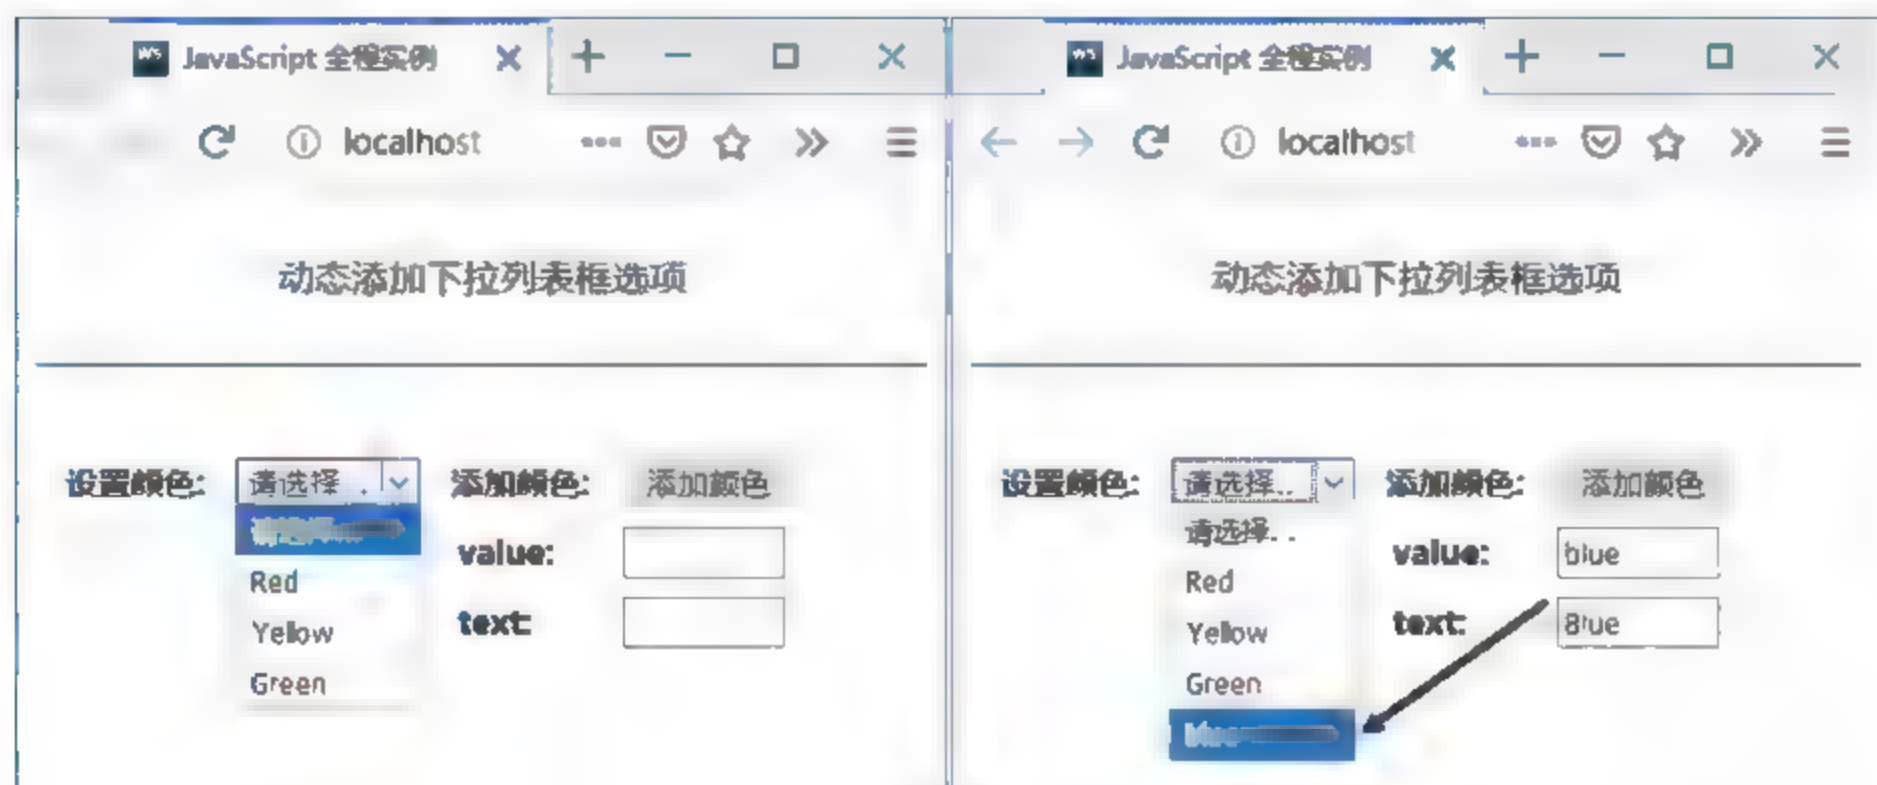 JavaScript 全程实例
localhost
动态添加下拉列表框选项
设置颜色: 请选择 添加颜色: 添加颜色
value:
Red
Yellow
text:
Green
JavaScript 全程实例
localhost
动态添加下拉列表框选项
设置颜色: 请选择.. 添加颜色: 添加颜色
请选择..
value: blue
Red
Yellow
text: Blue
Green